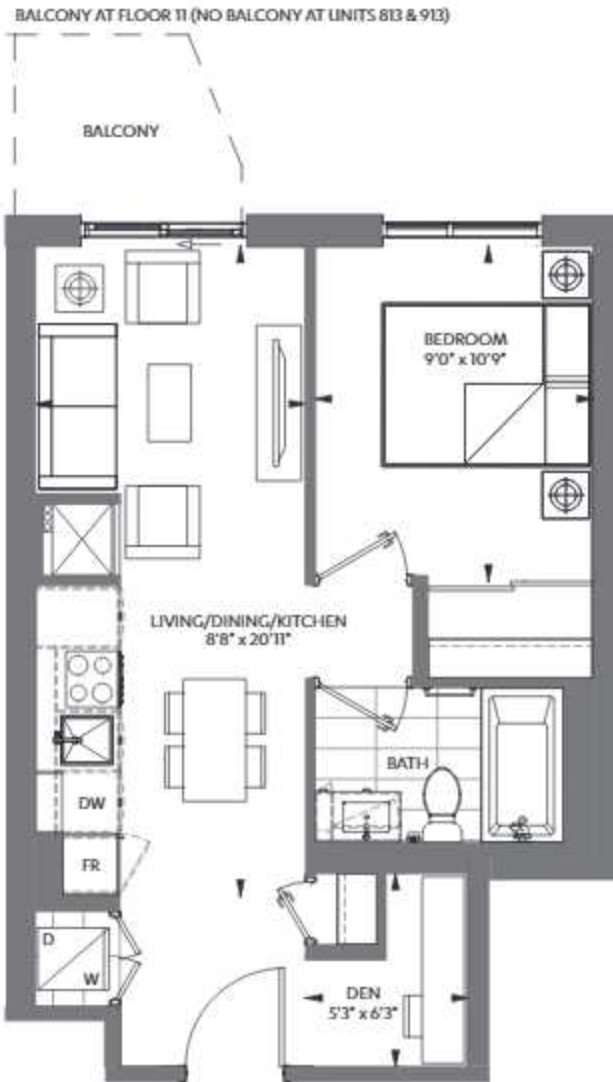 BALCONY AT FLOOR 11 (NO BALCONY AT UNITS 813 & 913)
BALCONY
BEDROOM
9'0" x 10'9"
LIVING/DINING/KITCHEN
8'8" x 20'11"
BATH
DW
FR
D
W
DEN
5'3" x 6'3"